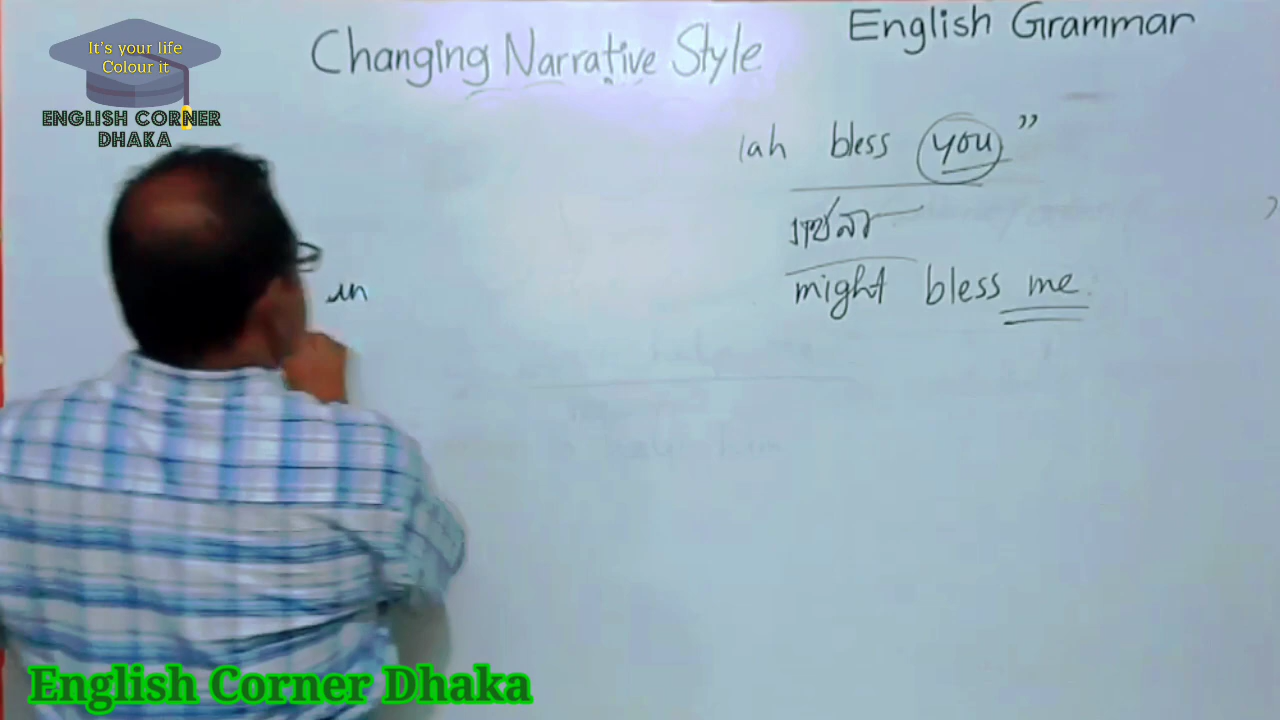 It's your life
Colour it
ENGLISH CORNER
DHAKA
Changing Narrative Style
English Grammar
lah bless you”
might bless me.
English Corner Dhaka